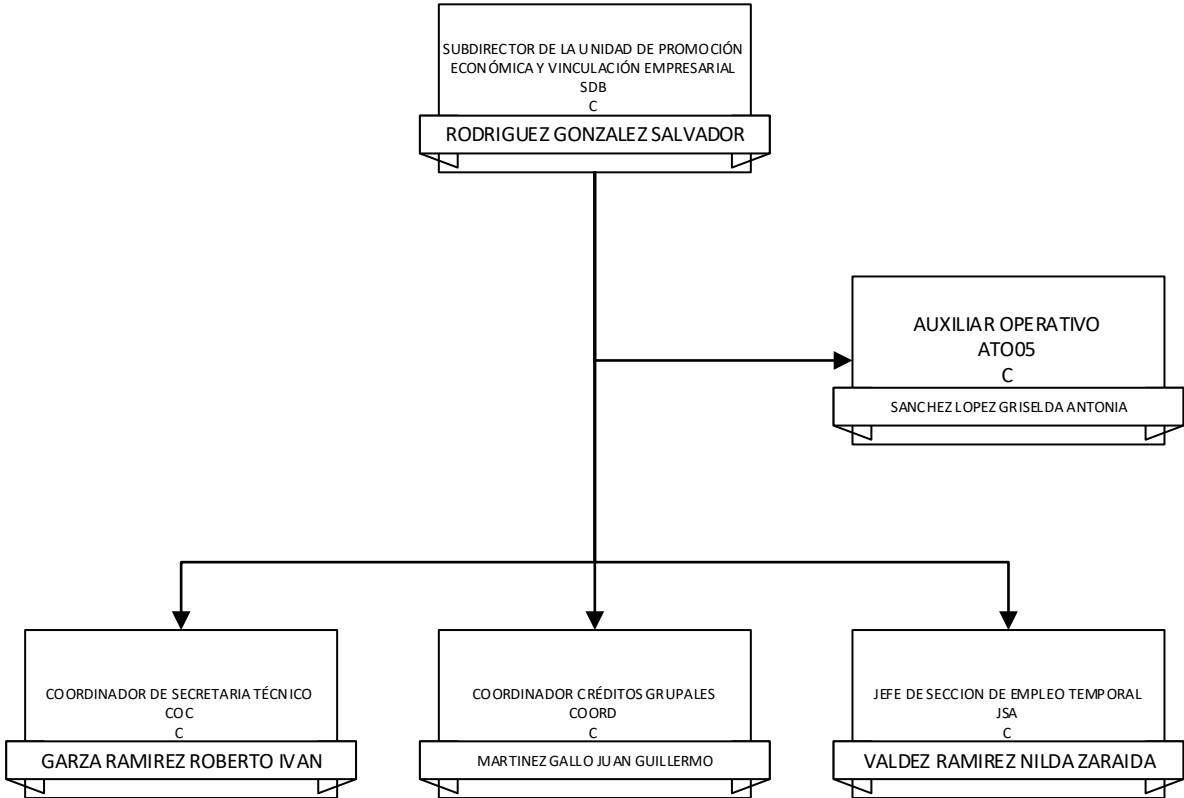 SUBDIRECTOR DE LA UNIDAD DE PROMOCIÓN
ECONÓMICA Y VINCULACIÓN EMPRESARIAL
SDB
C
RODRIGUEZ GONZALEZ SALVADOR
AUXILIAR OPERATIVO
ATO05
C
SANCHEZ LOPEZ GRISELDA ANTONIA
COORDINADOR DE SECRETARIA TÉCNICO
COC
C
GARZA RAMIREZ ROBERTO IVAN
COORDINADOR CRÉDITOS GRUPALES
COORD
C
MARTINEZ GALLO JUAN GUILLERMO
JEFE DE SECCION DE EMPLEO TEMPORAL
JSA
C
VALDEZ RAMIREZ NILDA ZARAIDA